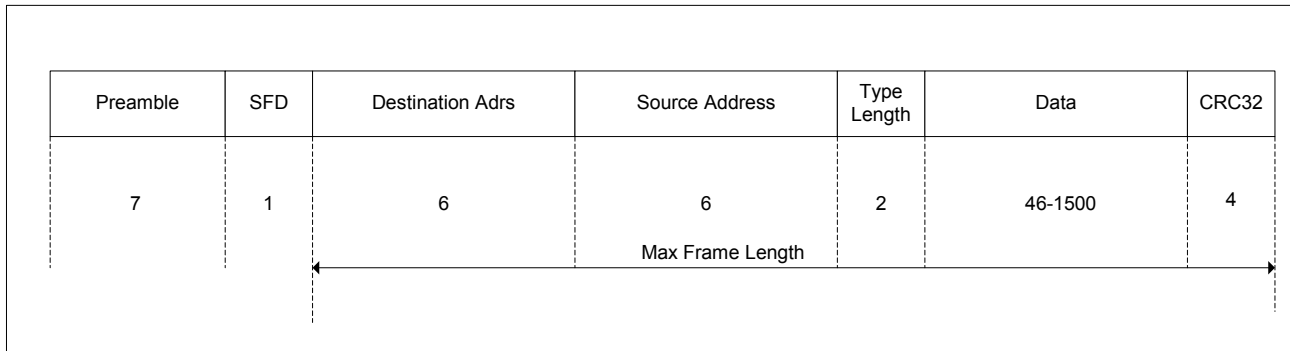 Preamble
SFD
Destination Adrs
Source Address
Type
Length
Data
CRC32
7
1
6
6
2
46-1500
4
Max Frame Length